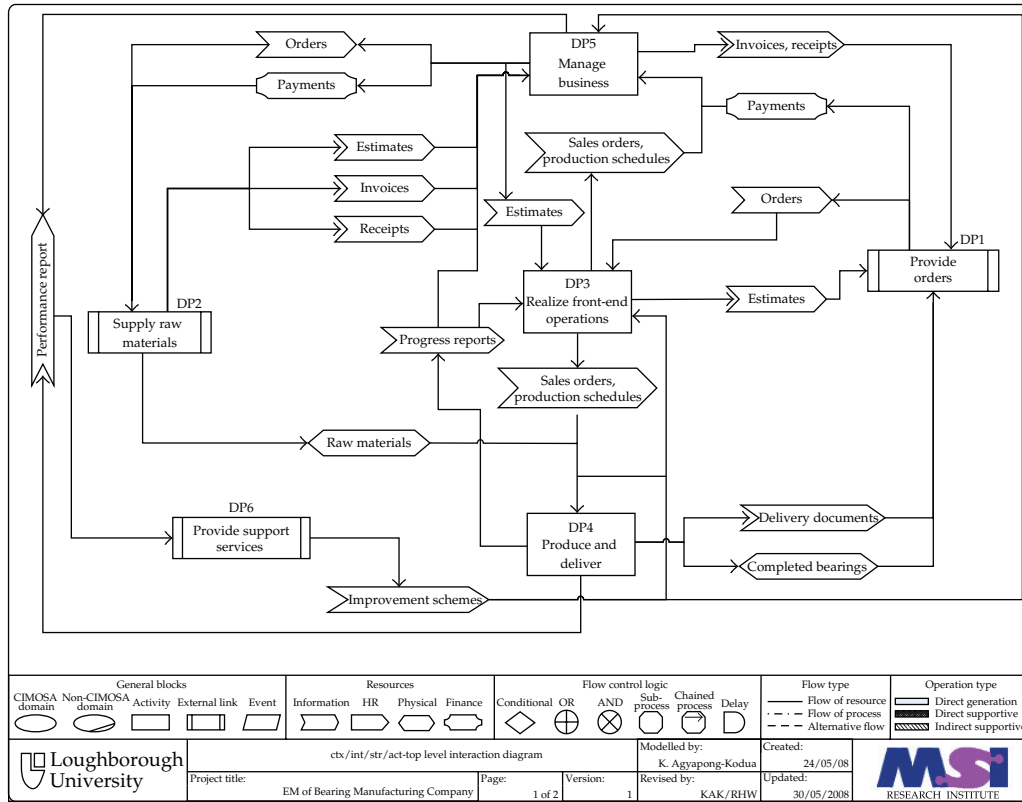 Orders
DP5
Manage
business
Invoices, receipts
Payments
Payments
Estimates
Sales orders,
production schedules
Invoices
Orders
Receipts
Estimates
DP1
Provide
orders
Performance report
DP2
Supply raw
materials
DP3
Realize front-end
operations
Estimates
Progress reports
Sales orders,
production schedules
Raw materials
DP6
Provide support
services
DP4
Produce and
deliver
Delivery documents
Completed bearings
Improvement schemes
General blocks
CIMOSA
domain
Non-CIMOSA
domain
Activity
External link
Event
Resources
Information
HR
Physical
Finance
Flow control logic
Conditional
OR
AND
Sub-
process
Chained
process
Delay
Flow type
Flow of resource
Flow of process
Alternative flow
Operation type
Direct generation
Direct supportive
Indirect supportive
Loughborough
University
ctx/int/str/act-top level interaction diagram
Modelled by:
K. Agyapong-Kodua
Created:
24/05/08
Project title:
EM of Bearing Manufacturing Company
Page:
1 of 2
Version:
1
Revised by:
KAK/RHW
Updated:
30/05/2008
MSI
RESEARCH INSTITUTE